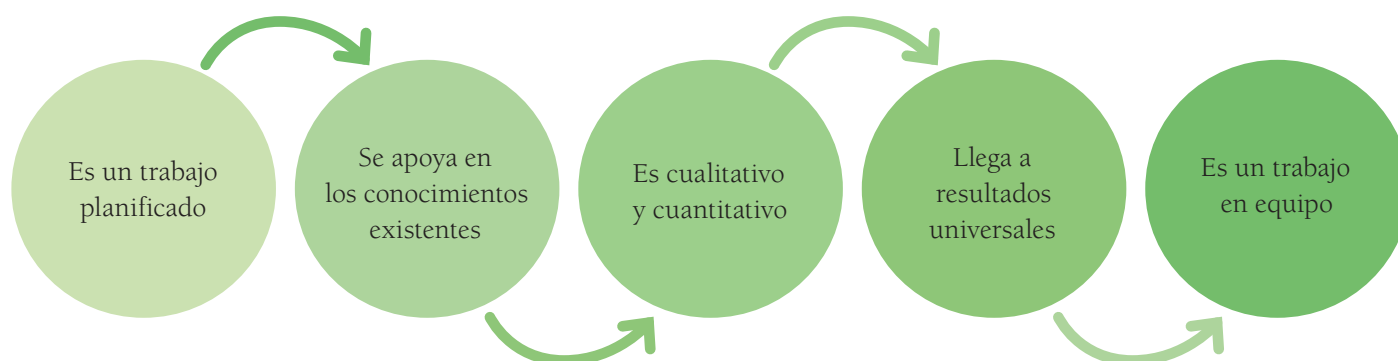 Es un trabajo
planificado
Se apoya en
los conocimientos
existentes
Es cualitativo
y cuantitativo
Llega a
resultados
universales
Es un trabajo
en equipo